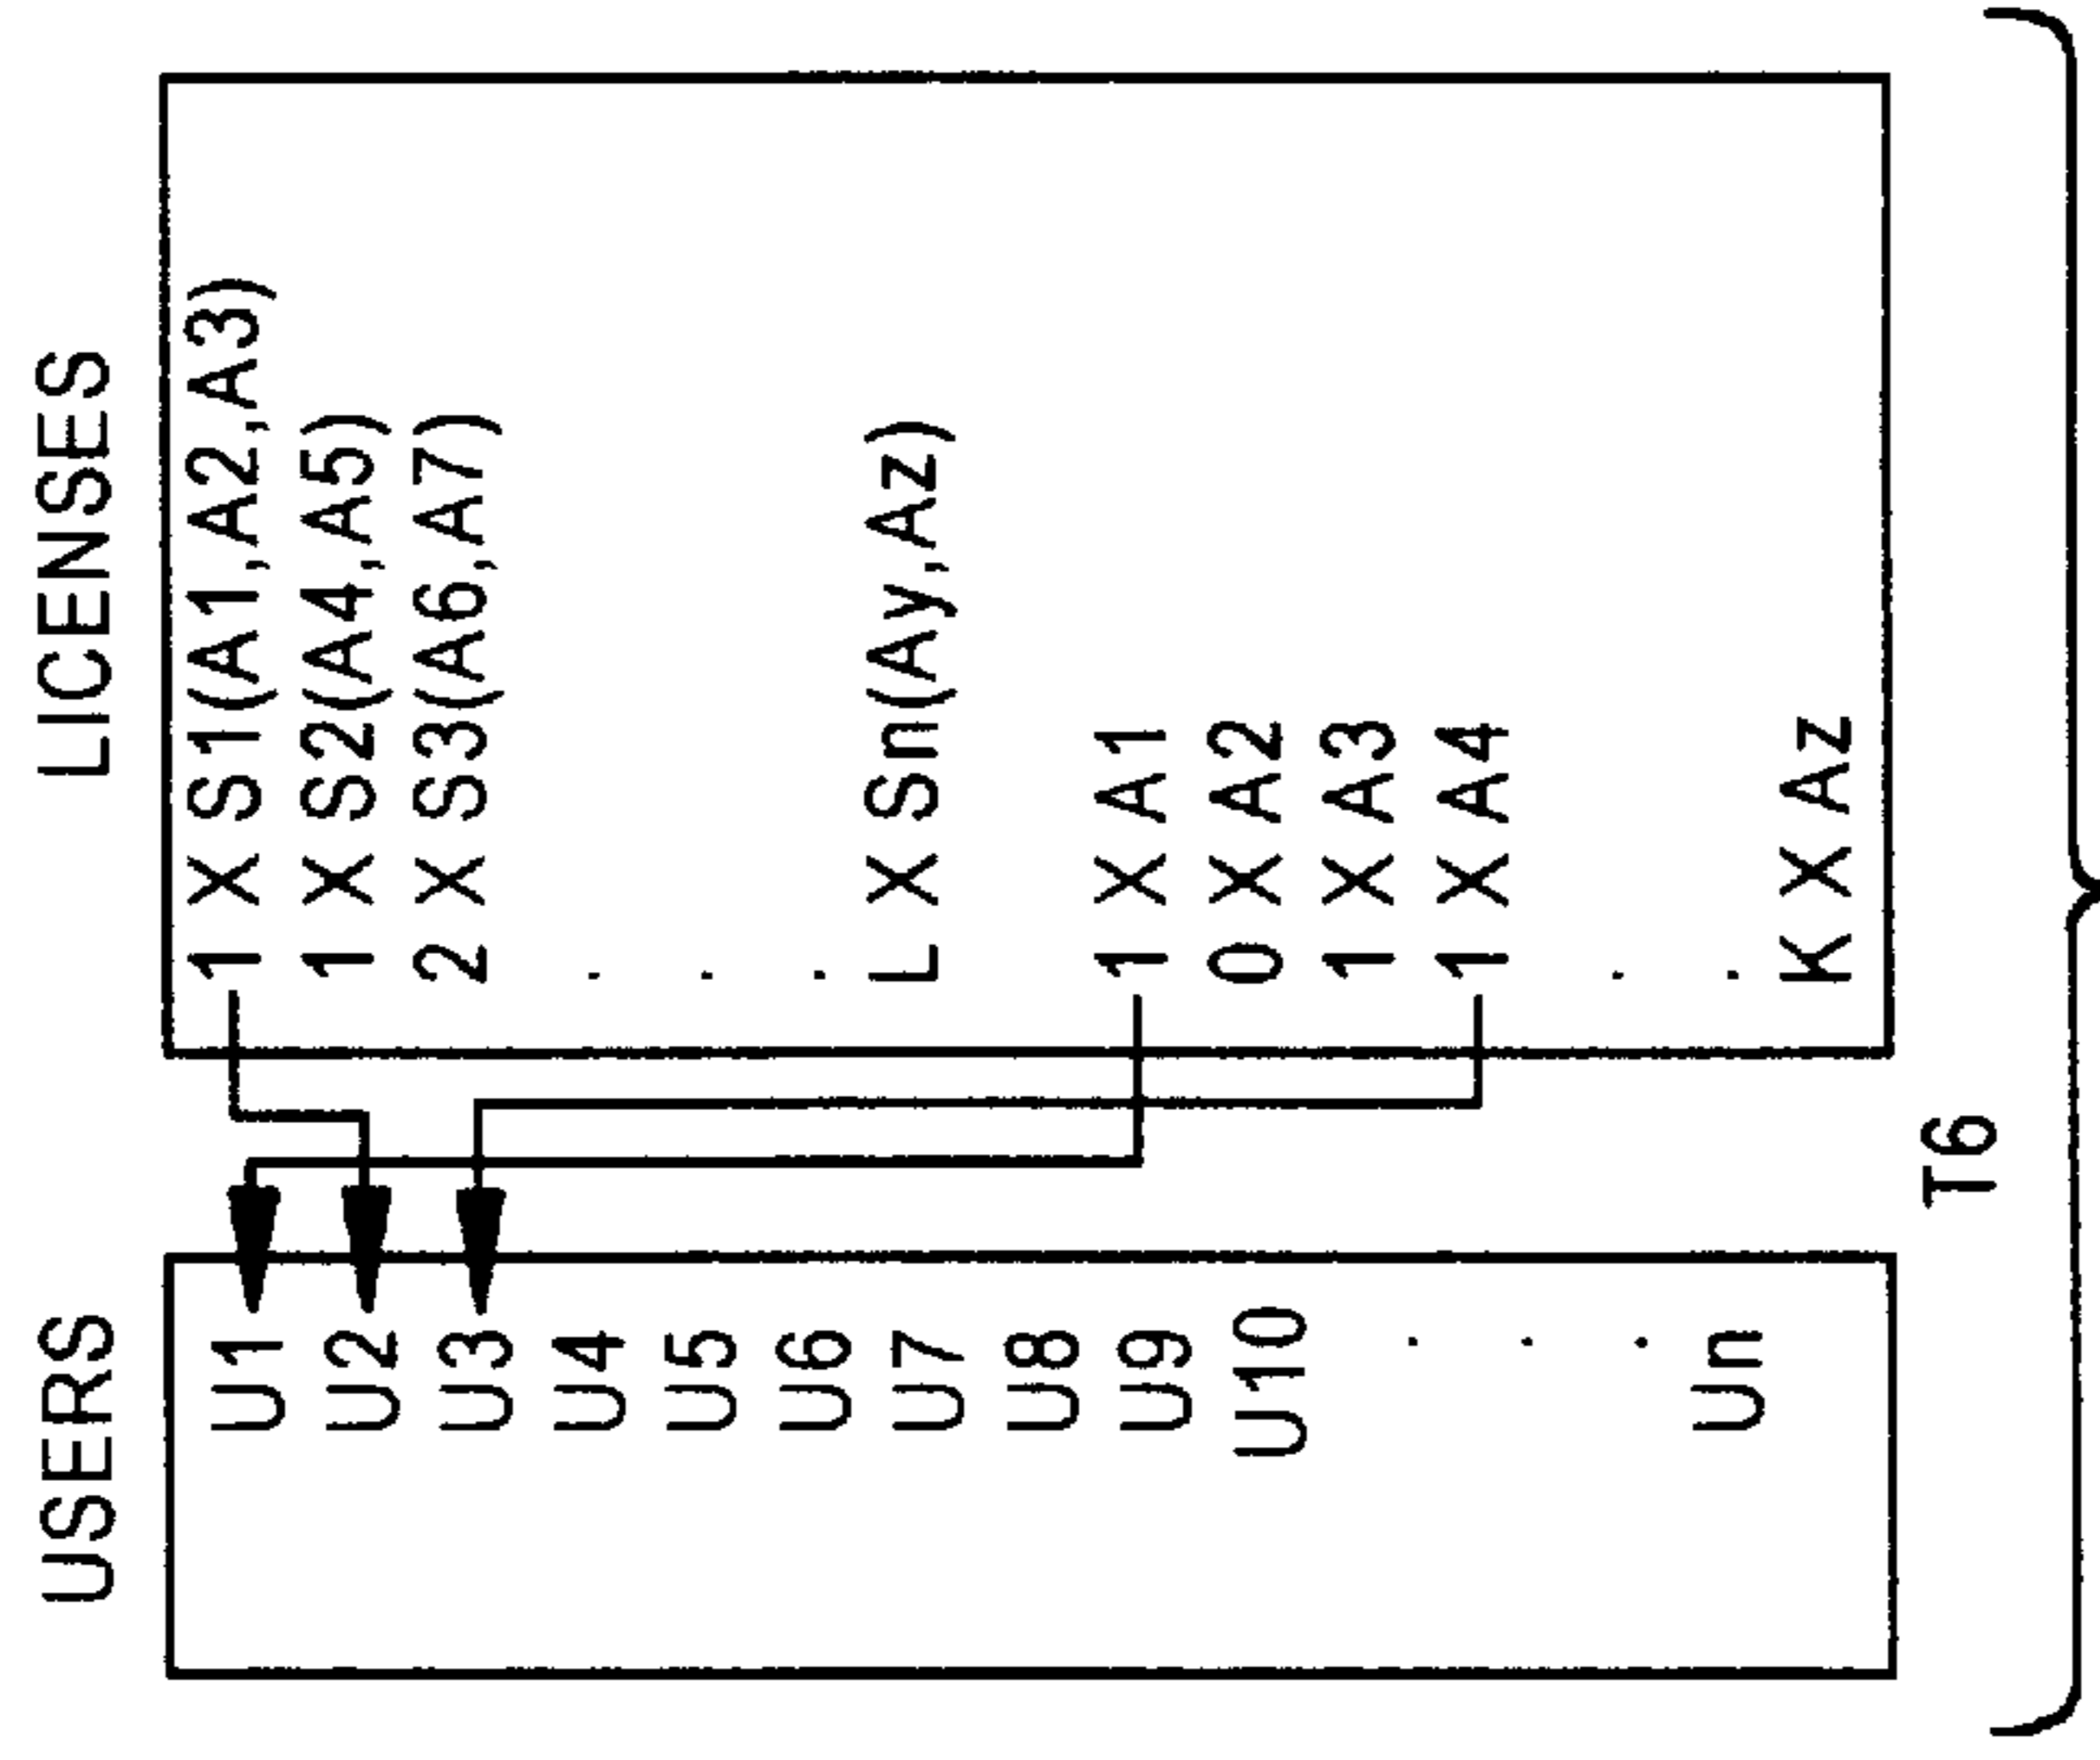 USERS
U1
U2
U3
U4
U5
U6
U7
U8
U9
U10
.
.
.
Un
LICENSES
1 X S1(A1,A2,A3)
1 X S2(A4,A5)
2 X S3(A6,A7)
.
.
.
L X Sn(Ay,Az)
1 X A1
0 X A2
1 X A3
1 X A4
.
.
K X Az
T6